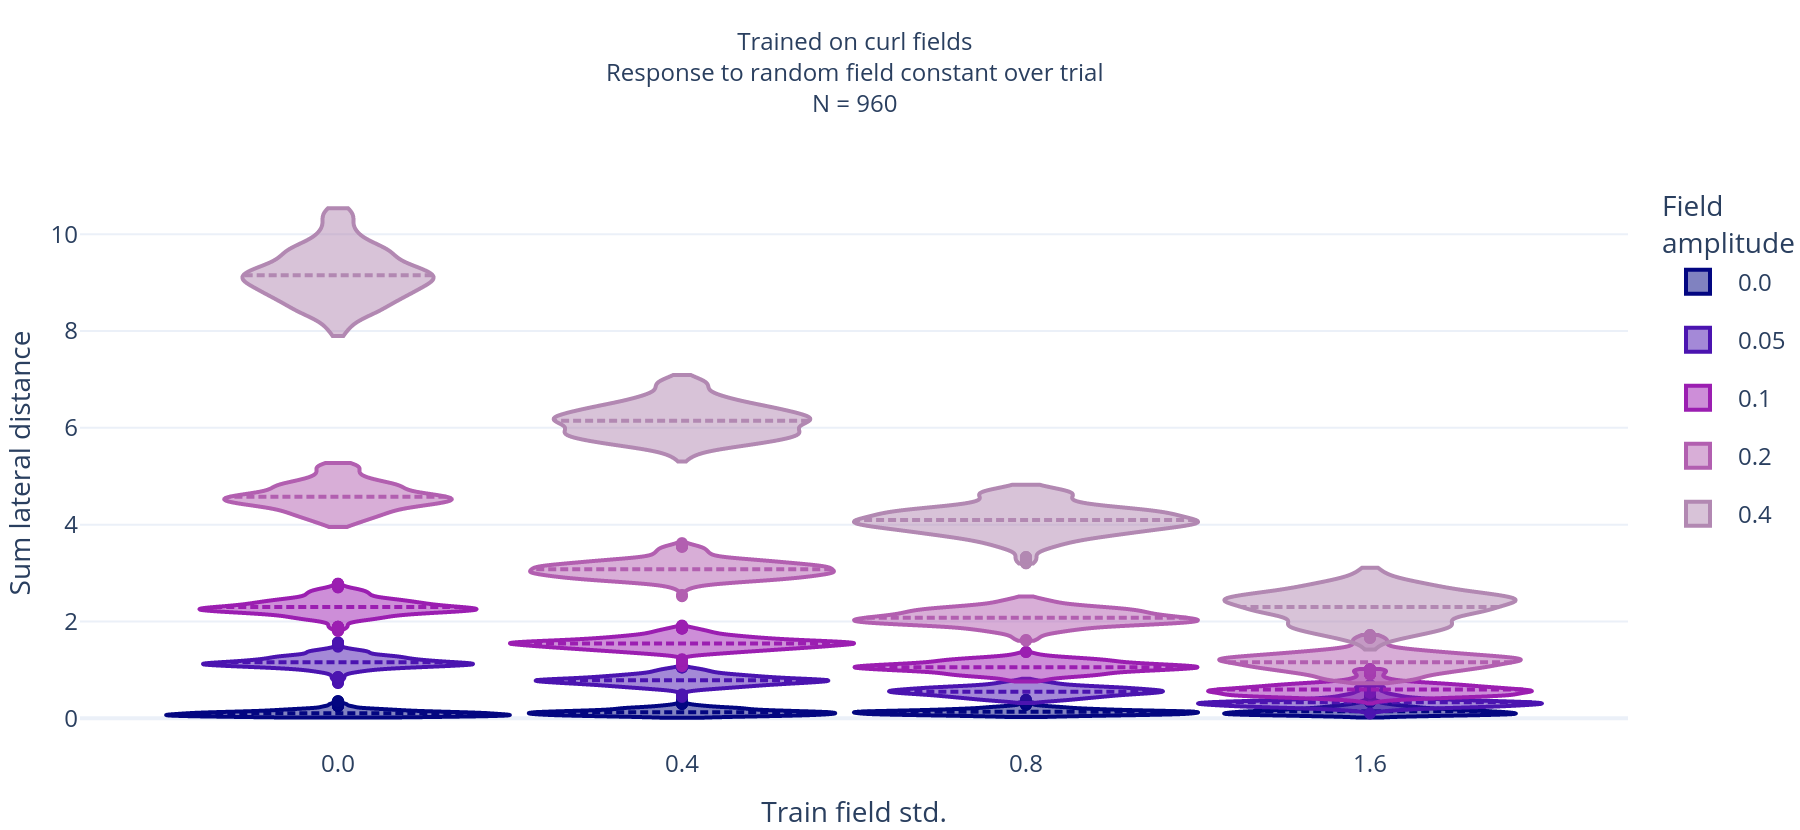 Trained on curl fields
Response to random field constant over trial
N = 960
Sum lateral distance
10
8
6
4
2
0
0.0
0.4
0.8
1.6
Train field std.
Field
amplitude
0.0
0.05
0.1
0.2
0.4